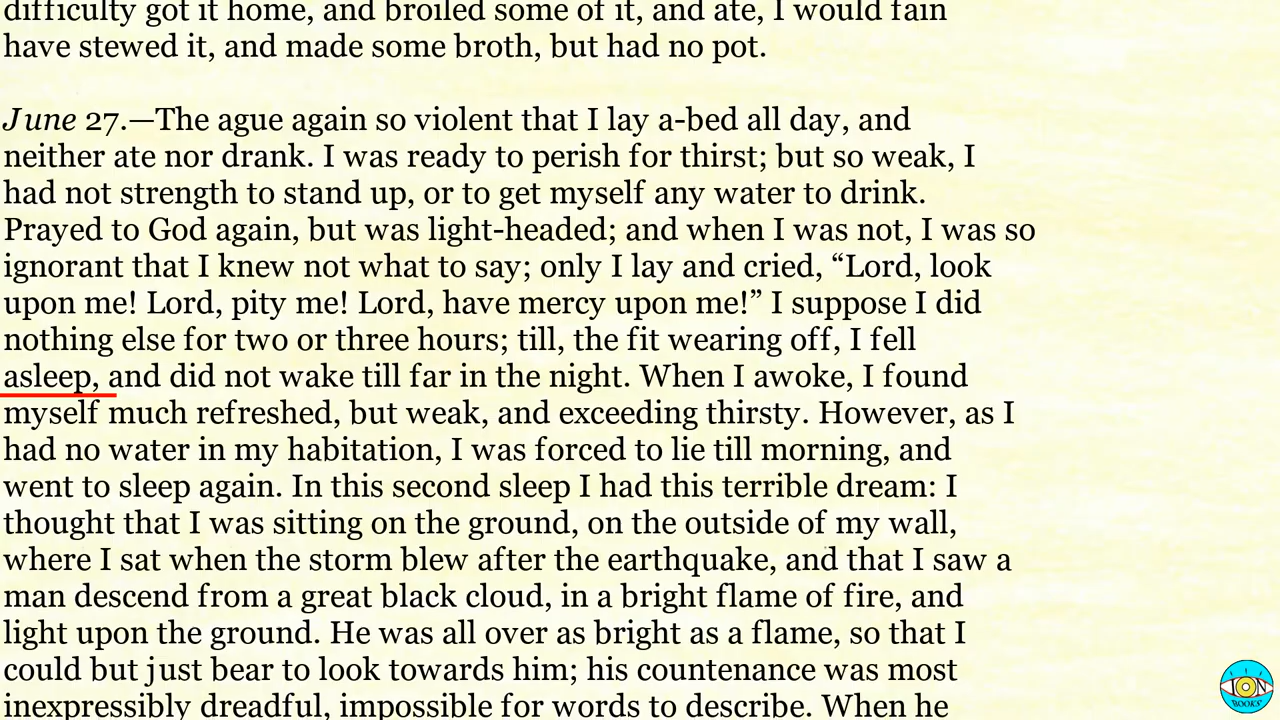 difficulty got it home, and broiled some of it, and ate, I would fain
have stewed it, and made some broth, but had no pot.
June 27.—The ague again so violent that I lay a-bed all day, and
neither ate nor drank. I was ready to perish for thirst; but so weak, I
had not strength to stand up, or to get myself any water to drink.
Prayed to God again, but was light-headed; and when I was not, I was so
ignorant that I knew not what to say; only I lay and cried, “Lord, look
upon me! Lord, pity me! Lord, have mercy upon me!” I suppose I did
nothing else for two or three hours; till, the fit wearing off, I fell
asleep, and did not wake till far in the night. When I awoke, I found
myself much refreshed, but weak, and exceeding thirsty. However, as I
had no water in my habitation, I was forced to lie till morning, and
went to sleep again. In this second sleep I had this terrible dream: I
thought that I was sitting on the ground, on the outside of my wall,
where I sat when the storm blew after the earthquake, and that I saw a
man descend from a great black cloud, in a bright flame of fire, and
light upon the ground. He was all over as bright as a flame, so that I
could but just bear to look towards him; his countenance was most
inexpressibly dreadful, impossible for words to describe. When he
ION
BOOKS